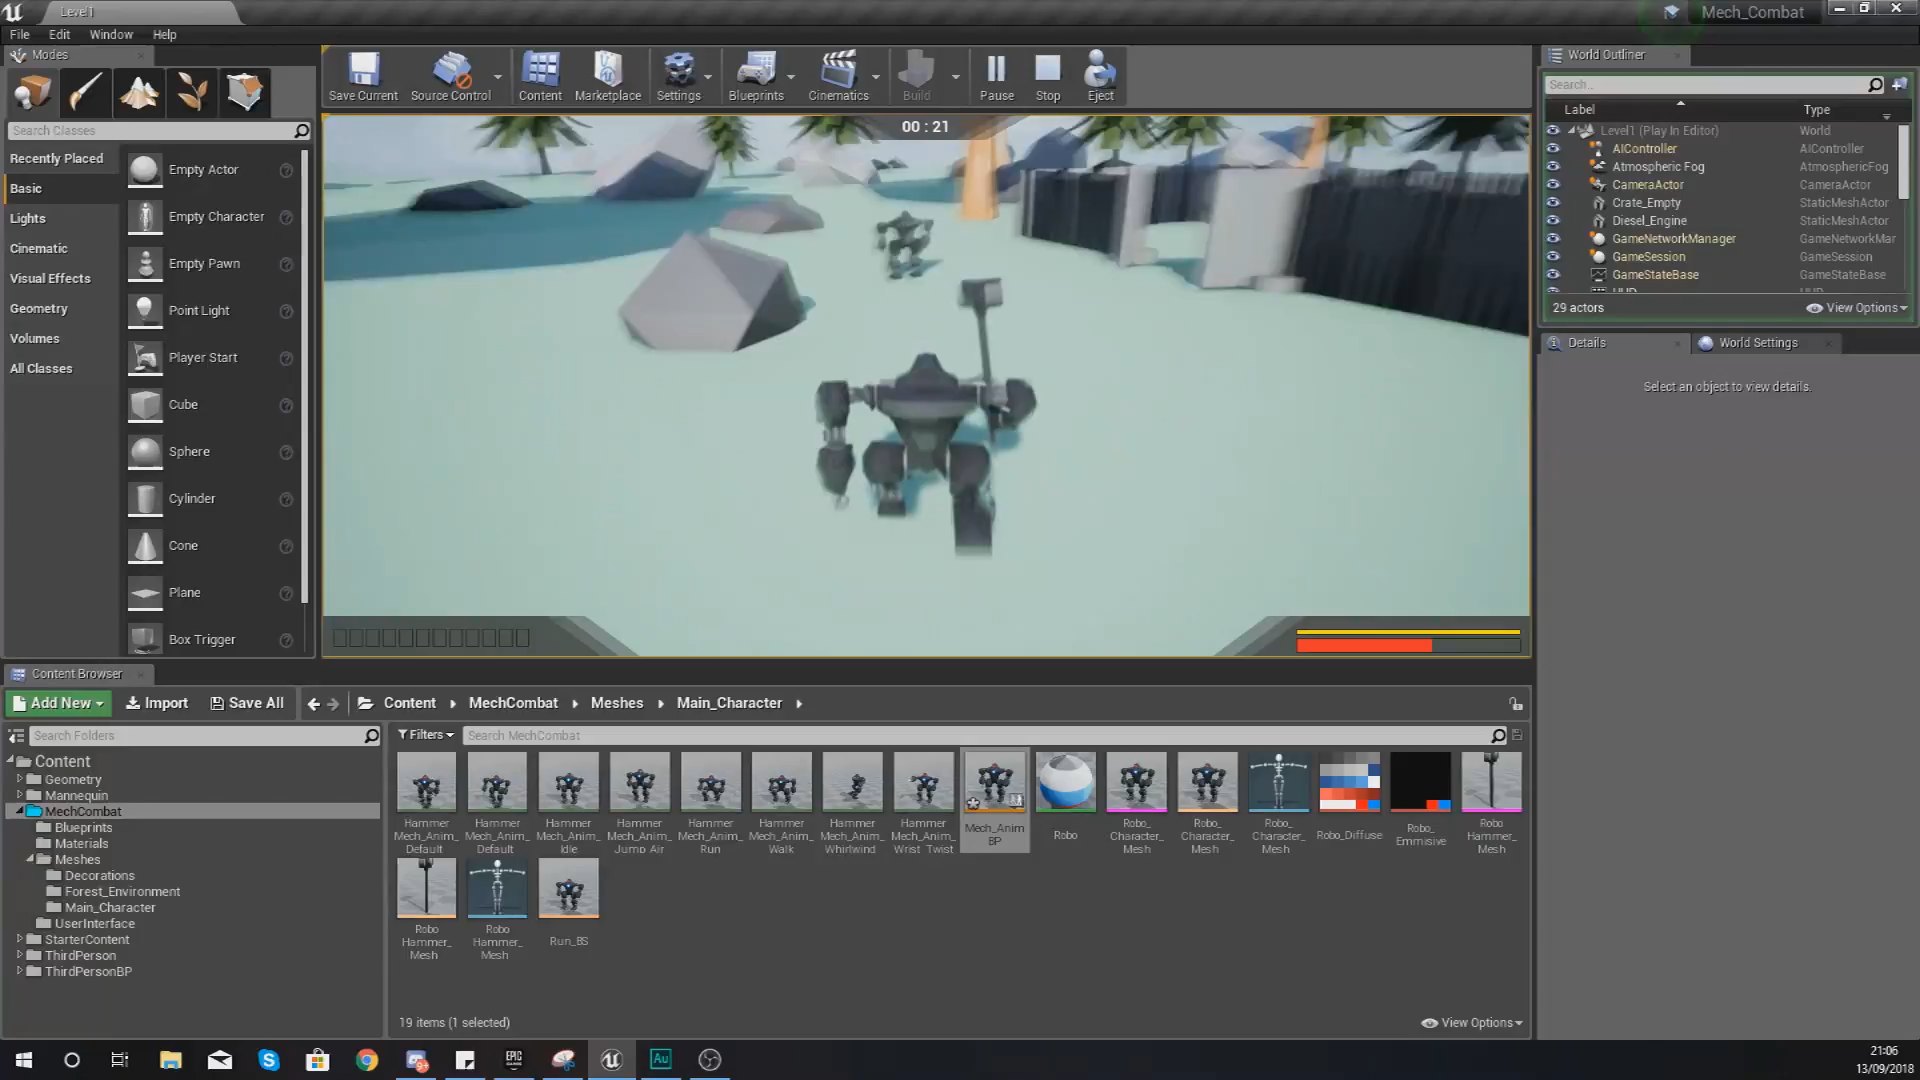 Level1
Mech_Combat
File Edit Window Help
Modes
Search Classes
Recently Placed
Basic
Lights
Cinematic
Visual Effects
Geometry
Volumes
All Classes
Empty Actor
Empty Character
Empty Pawn
Point Light
Player Start
Cube
Sphere
Cylinder
Cone
Plane
Box Trigger
Save Current
Source Control
Content
Marketplace
Settings
Blueprints
Cinematics
Build
Pause
Stop
Eject
00 : 21
World Outliner
Search...
Label Type
Level1 (Play In Editor) World
AIController AIController
Atmospheric Fog AtmosphericFog
CameraActor CameraActor
Crate_Empty StaticMeshActor
Diesel_Engine StaticMeshActor
GameNetworkManager GameNetworkMar
GameSession GameSession
GameStateBase GameStateBase
29 actors View Options
Details World Settings
Select an object to view details.
Content Browser
Add New Import Save All Content MechCombat Meshes Main_Character
Search Folders
Content
Geometry
Mannequin
MechCombat
Blueprints
Materials
Meshes
Decorations
Forest_Environment
Main_Character
UserInterface
StarterContent
ThirdPerson
ThirdPersonBP
Filters Search MechCombat
Hammer
Mech_Anim_
Default
Hammer
Mech_Anim_
Default
Hammer
Mech_Anim_
Idle
Hammer
Mech_Anim_
Jump_Air
Hammer
Mech_Anim_
Run
Hammer
Mech_Anim_
Walk
Hammer
Mech_Anim_
Whirlwind
Hammer
Mech_Anim_
Wrist_Twist
Mech_Anim
BP
Robo
Robo_
Character_
Mesh
Robo_
Character_
Mesh
Robo_
Character_
Mesh
Robo_Diffuse
Robo_
Emmisive
Robo
Hammer_
Mesh
Robo
Hammer_
Mesh
Robo
Hammer_
Mesh
Run_BS
19 items (1 selected) View Options
EPIC
GAMES
Au
21:06
13/09/2018